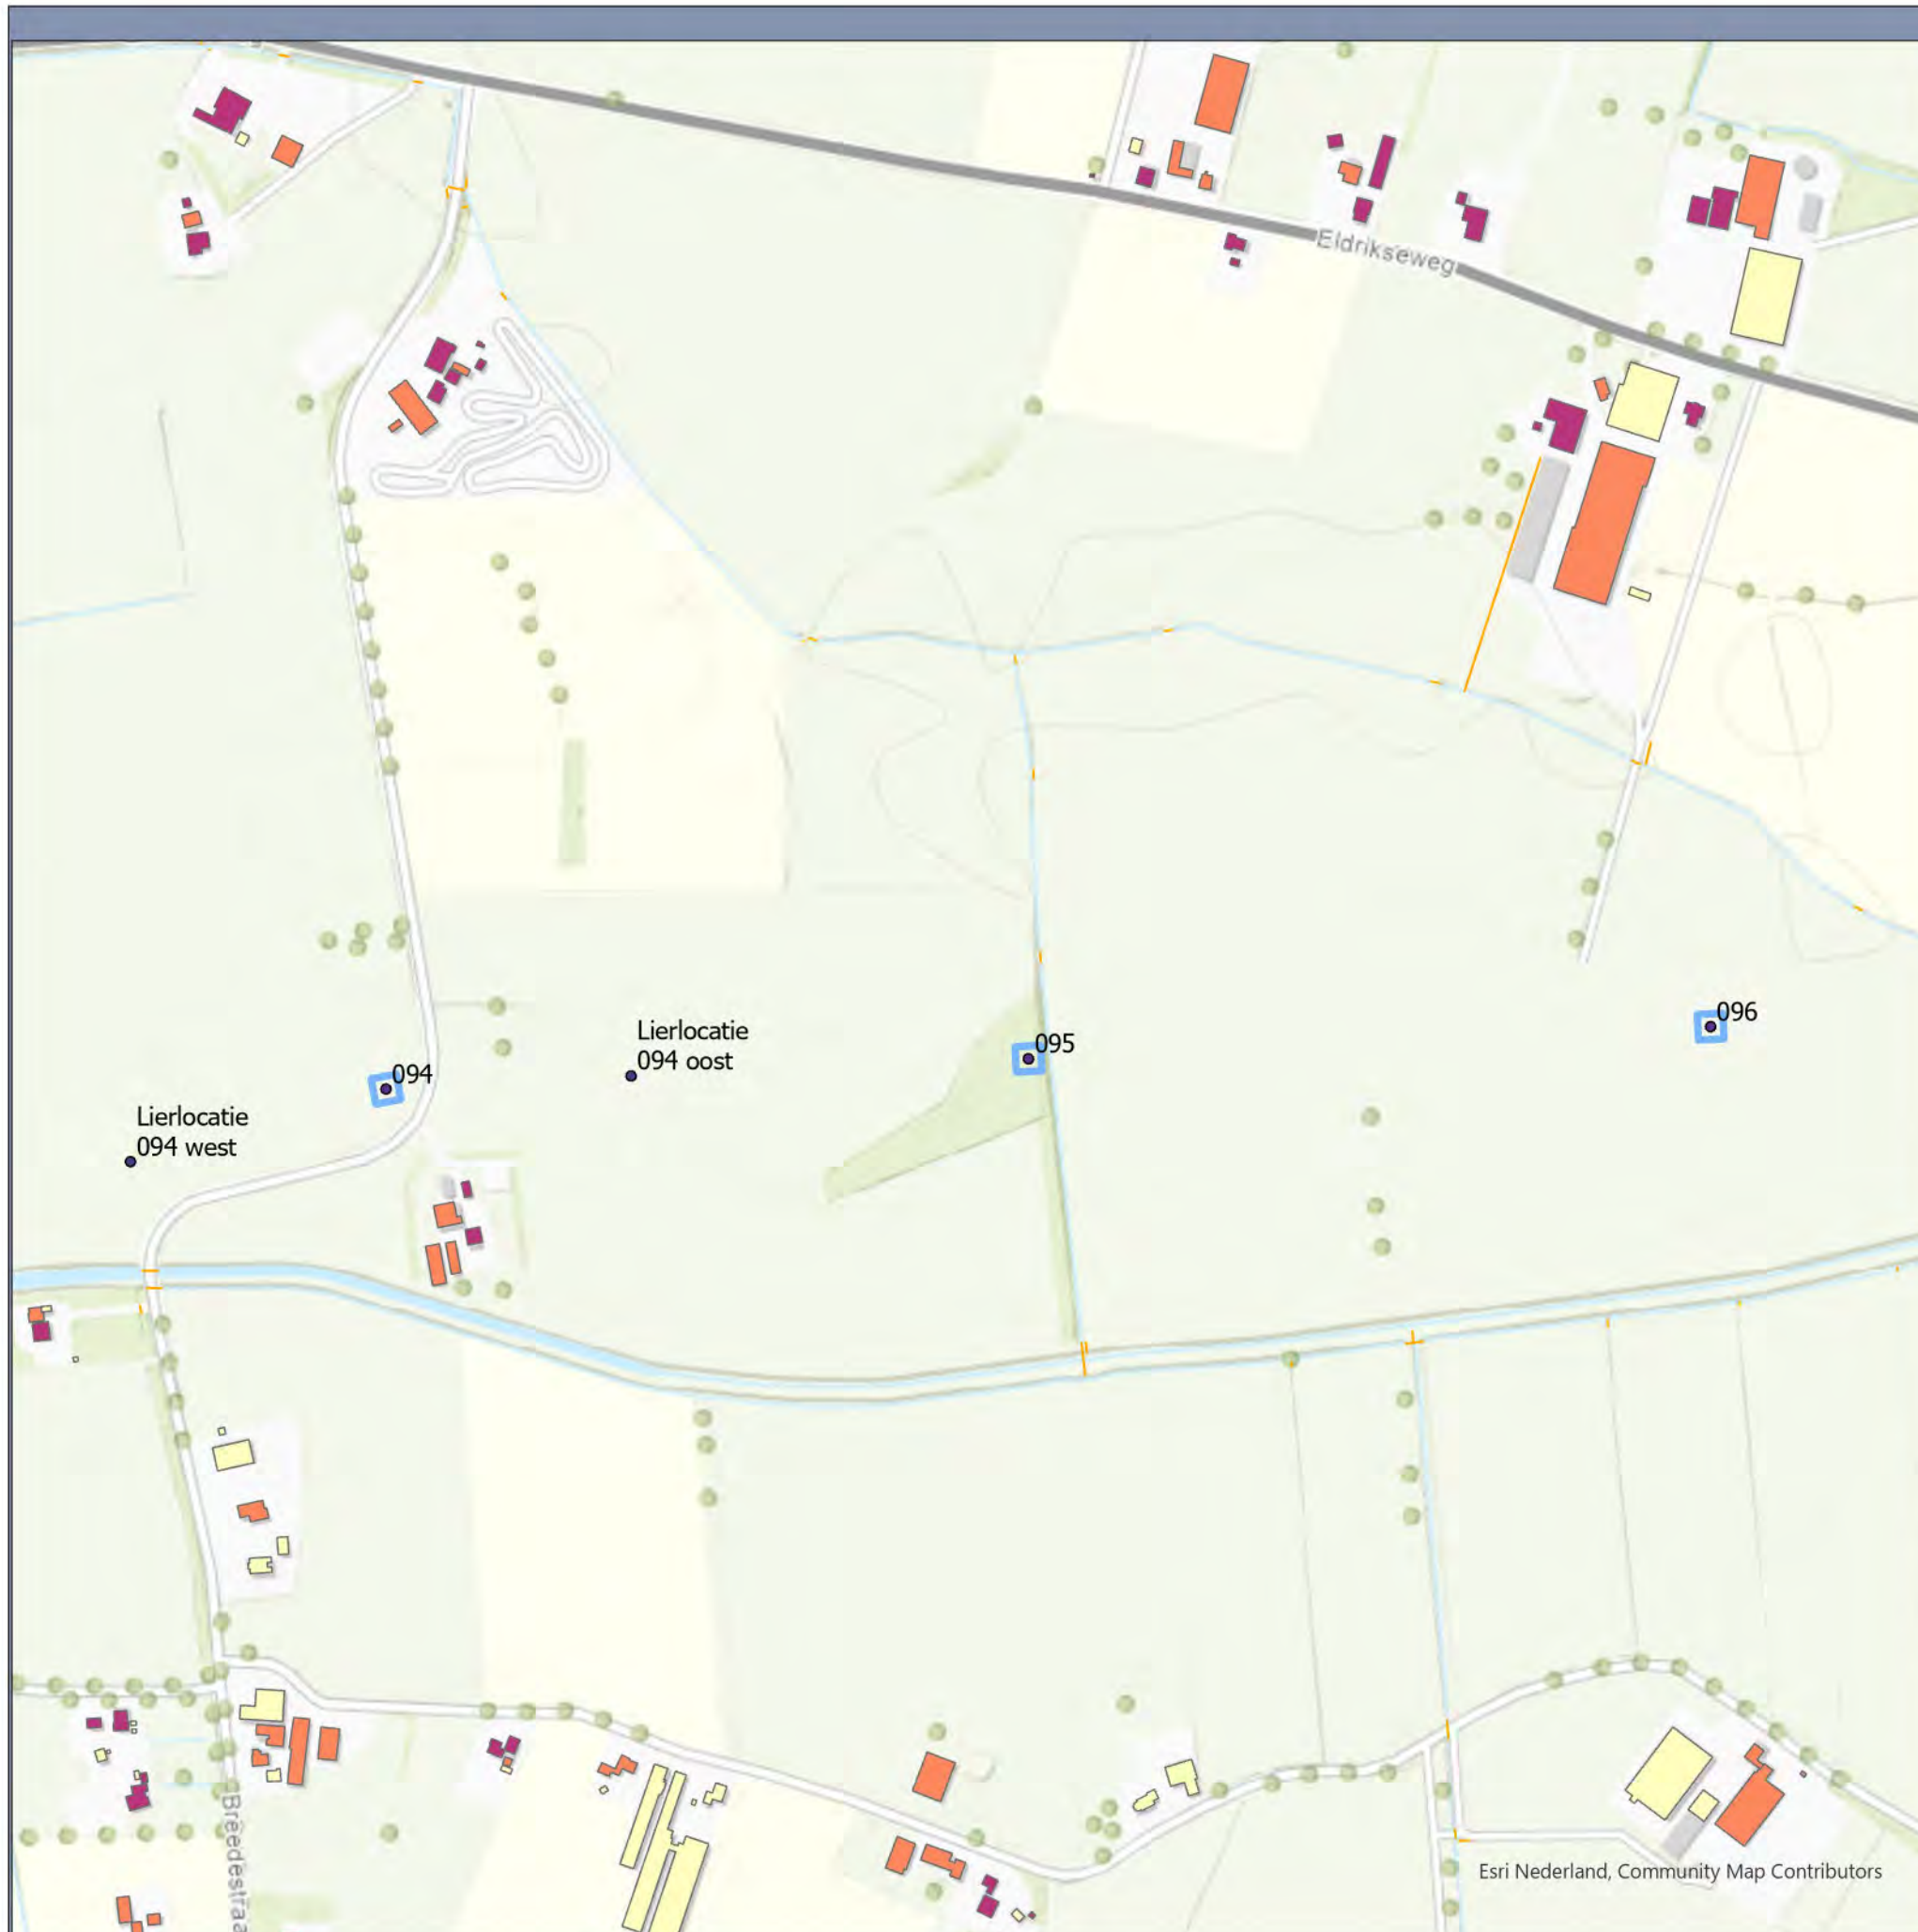 Eldrikseweg
096
Lierlocatie
094 oost
095
094
Lierlocatie
094 west
Breedestraa
Esri Nederland, Community Map Contributors